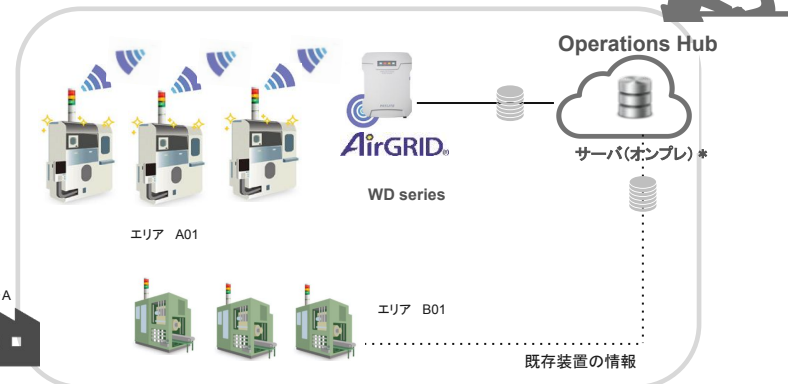 Operations Hub
AirGRID®
サーバ(オンプレ) *
WD series
エリア A01
A
エリア B01
既存装置の情報